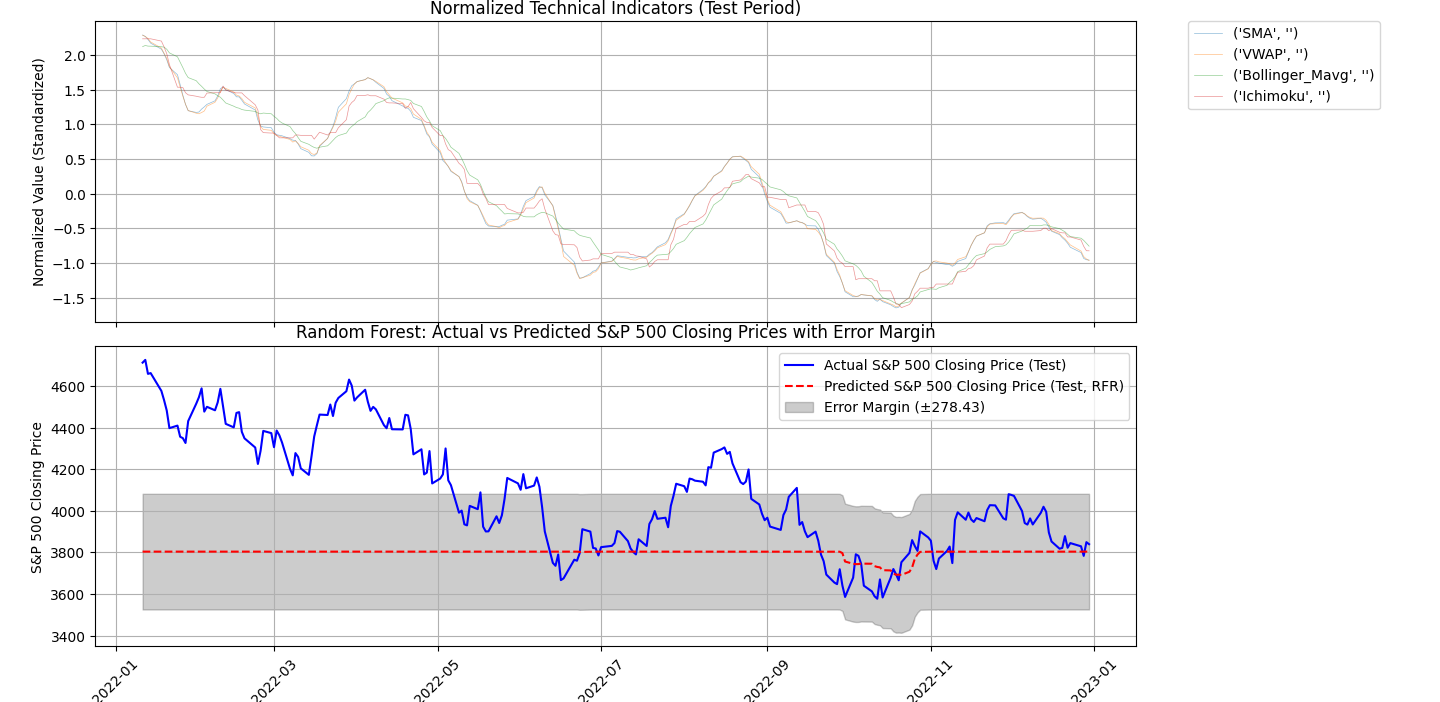 Normalized Technical Indicators (Test Period)
Normalized Value (Standardized)
2.0
1.5
1.0
0.5
0.0
−0.5
−1.0
−1.5
('SMA', '')
('VWAP', '')
('Bollinger_Mavg', '')
('Ichimoku', '')
Random Forest: Actual vs Predicted S&P 500 Closing Prices with Error Margin
S&P 500 Closing Price
4600
4400
4200
4000
3800
3600
3400
Actual S&P 500 Closing Price (Test)
Predicted S&P 500 Closing Price (Test, RFR)
Error Margin (±278.43)
2022-01
2022-03
2022-05
2022-07
2022-09
2022-11
2023-01